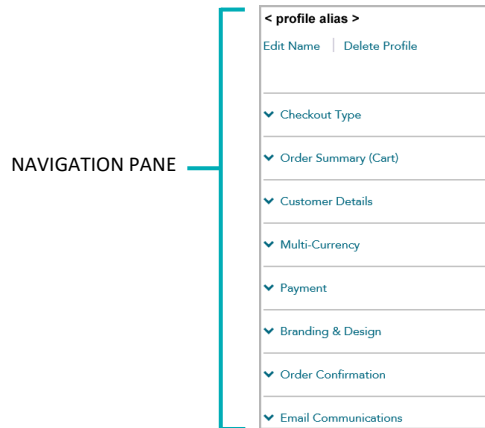 < profile alias >
Edit Name | Delete Profile
Checkout Type
Order Summary (Cart)
NAVIGATION PANE
Customer Details
Multi-Currency
Payment
Branding & Design
Order Confirmation
Email Communications